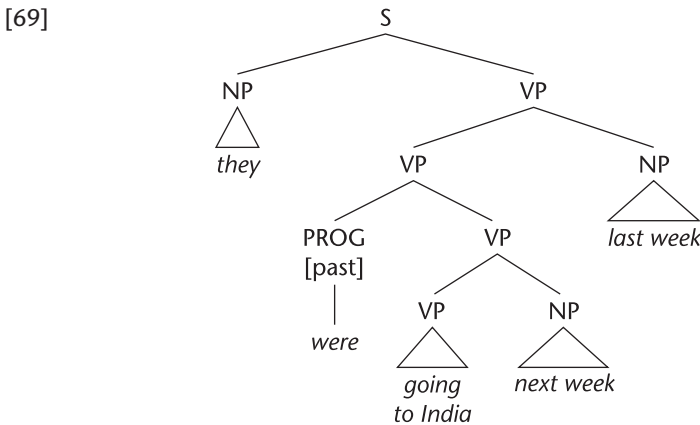 [69]
S
NP VP
they
VP NP
last week
PROG VP
[past]
VP NP
were
going next week
to India